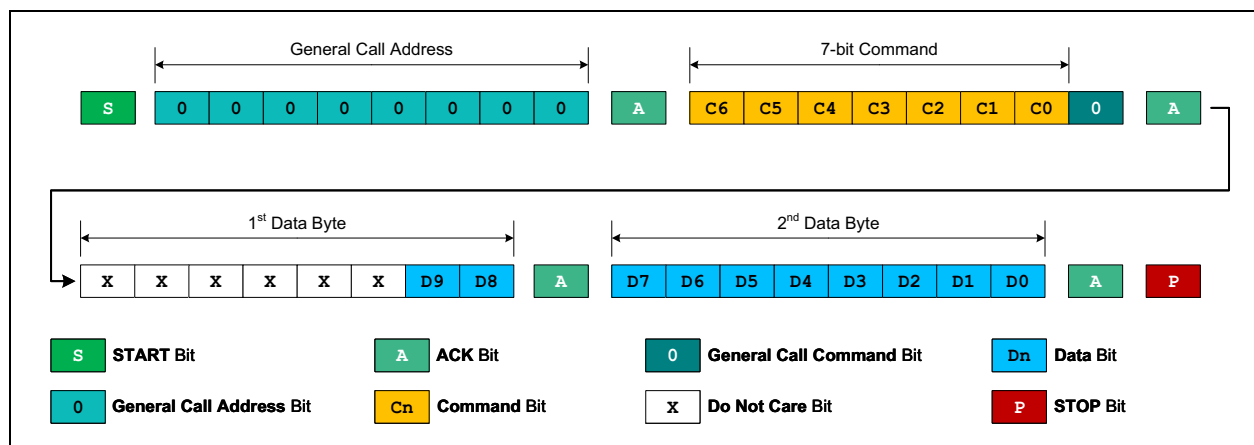 General Call Address 7-bit Command
S 0 0 0 0 0 0 0 0 A C6 C5 C4 C3 C2 C1 C0 0 A
1st Data Byte 2nd Data Byte
X X X X X X D9 D8 A D7 D6 D5 D4 D3 D2 D1 D0 A P
S START Bit A ACK Bit 0 General Call Command Bit Dn Data Bit
0 General Call Address Bit Cn Command Bit X Do Not Care Bit P STOP Bit